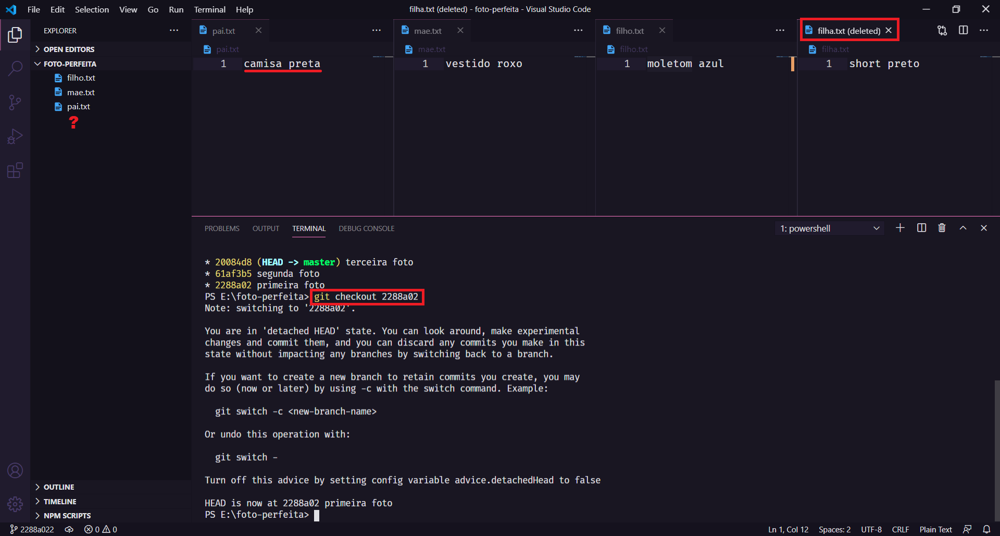 File Edit Selection View Go Run Terminal Help
filha.txt (deleted) - foto-perfeita - Visual Studio Code
EXPLORER
OPEN EDITORS
FOTO-PERFEITA
filho.txt
mae.txt
pai.txt
?
pai.txt
pai.txt
1 camisa preta
mae.txt
mae.txt
1 vestido roxo
filho.txt
filho.txt
1 moletom azul
filha.txt (deleted)
filha.txt
1 short preto
PROBLEMS OUTPUT TERMINAL DEBUG CONSOLE
1: powershell
* 20084d8 (HEAD -> master) terceira foto
* 61af3b5 segunda foto
* 2288a02 primeira foto
PS E:\foto-perfeita> git checkout 2288a02
Note: switching to '2288a02'.
You are in 'detached HEAD' state. You can look around, make experimental
changes and commit them, and you can discard any commits you make in this
state without impacting any branches by switching back to a branch.
If you want to create a new branch to retain commits you create, you may
do so (now or later) by using -c with the switch command. Example:
git switch -c <new-branch-name>
Or undo this operation with:
git switch -
Turn off this advice by setting config variable advice.detachedHead to false
HEAD is now at 2288a02 primeira foto
PS E:\foto-perfeita>
OUTLINE
TIMELINE
NPM SCRIPTS
2288a022 0 0
Ln 1, Col 12 Spaces: 2 UTF-8 CRLF Plain Text